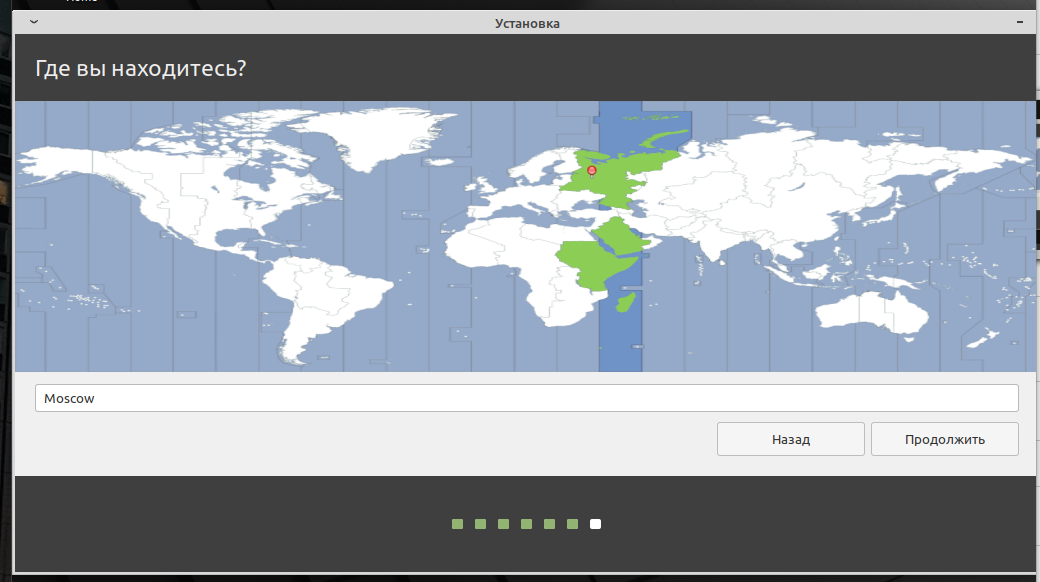 Установка
Где вы находитесь?
Moscow
Назад
Продолжить